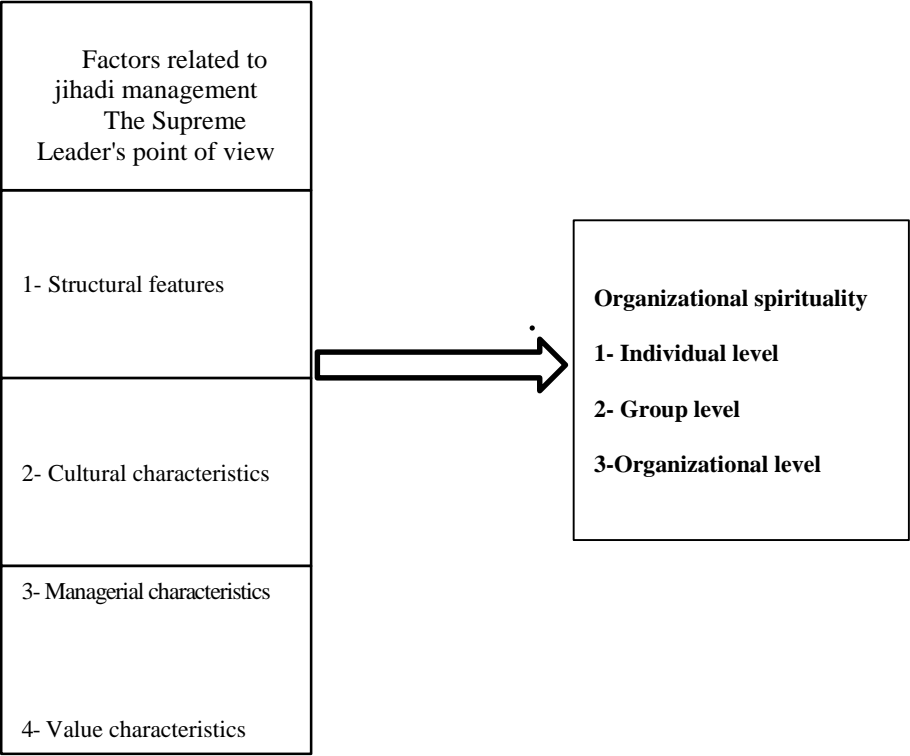 Factors related to
jihadi management
The Supreme
Leader's point of view
1- Structural features
2- Cultural characteristics
3- Managerial characteristics
4- Value characteristics
Organizational spirituality
1- Individual level
2- Group level
3-Organizational level